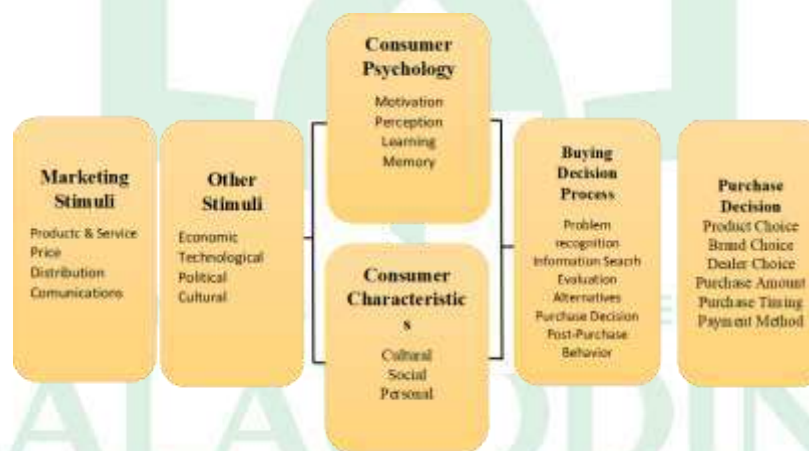 Marketing
Stimuli
Productc & Service
Price
Distribution
Comunications
Other
Stimuli
Economic
Technological
Political
Cultural
Consumer
Psychology
Motivation
Perception
Learning
Memory
Consumer
Characteristic
s
Cultural
Social
Personal
Buying
Decision
Process
Problem
recognition
Information Seacrh
Evaluation
Alternatives
Purchase Decision
Post-Purchase
Behavior
Purchase
Decision
Product Choice
Brand Choice
Dealer Choice
Purchase Amount
Purchase Timing
Payment Method